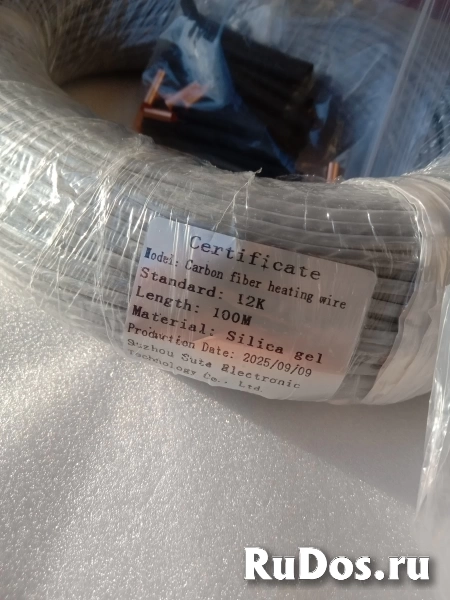 Certificate
Model: Carbon fiber heating wire
Standard: 12K
Length: 100M
Material: Silica gel
Production Date: 2025/09/09
Suzhou Suze Electronic
Technology Co., Ltd.
RuDos.ru